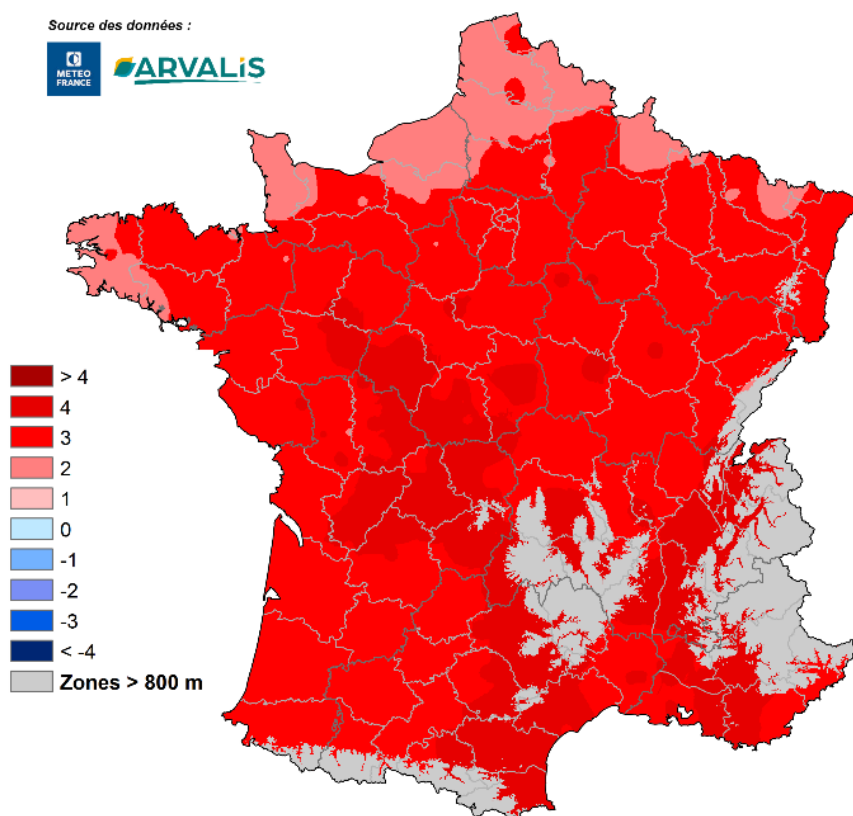 Source des données :
METEO
FRANCE
ARVALIS
> 4
4
3
2
1
0
-1
-2
-3
< -4
Zones > 800 m